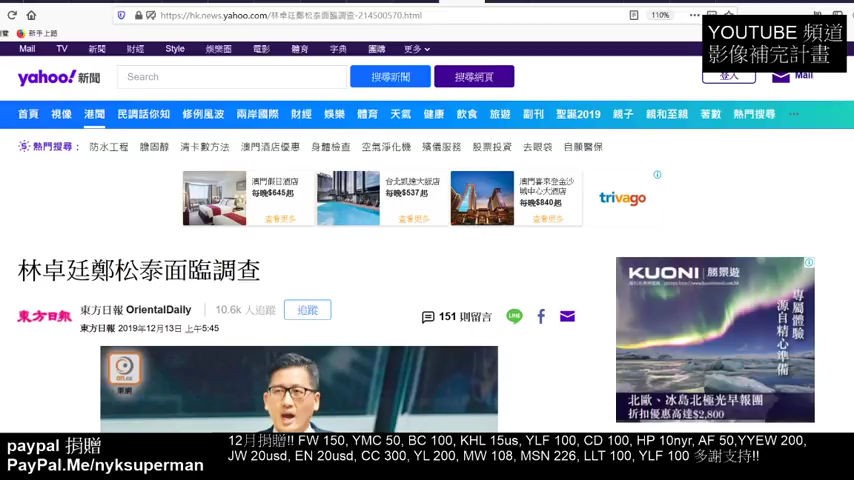 https://hk.news.yahoo.com/林卓廷鄭松泰面臨調查-214500570.html
110%
新手上路
YOUTUBE 頻道
影像補完計畫
Mail TV 新聞 財經 Style 娛樂圈 電影 體育 字典 團購 更多
yahoo!新聞 Search 搜尋新聞 搜尋網頁 登入 Mail
首頁 視像 港聞 民調話你知 修例風波 兩岸國際 財經 娛樂 體育 天氣 健康 飲食 旅遊 副刊 聖誕2019 親子 親和至親 著數 熱門搜尋 ...
熱門搜尋： 防水工程 膽固醇 清卡數方法 澳門酒店優惠 身體檢查 空氣淨化機 殯儀服務 股票投資 去眼袋 自願醫保
澳門假日酒店
每晚$645起
查看更多
台北凱達大飯店
每晚$537起
查看更多
澳門喜來登金沙
城中心大酒店
每晚$840起
查看更多
trivago
林卓廷鄭松泰面臨調查
東方日報
東方日報 OrientalDaily 10.6k 人追蹤 追蹤
東方日報 2019年12月13日 上午5:45
151 則留言
LINE
KUONI 勝景遊
專屬體驗
源自精心準備
北歐、冰島北極光早報團
折扣優惠高達$2,800
on.cc
東網
paypal 捐贈
PayPal.Me/nyksuperman
12月捐贈!! FW 150, YMC 50, BC 100, KHL 15us, YLF 100, CD 100, HP 10nyr, AF 50,YYEW 200,
JW 20usd, EN 20usd, CC 300, YL 200, MW 108, MSN 226, LLT 100, YLF 100 多謝支持!!